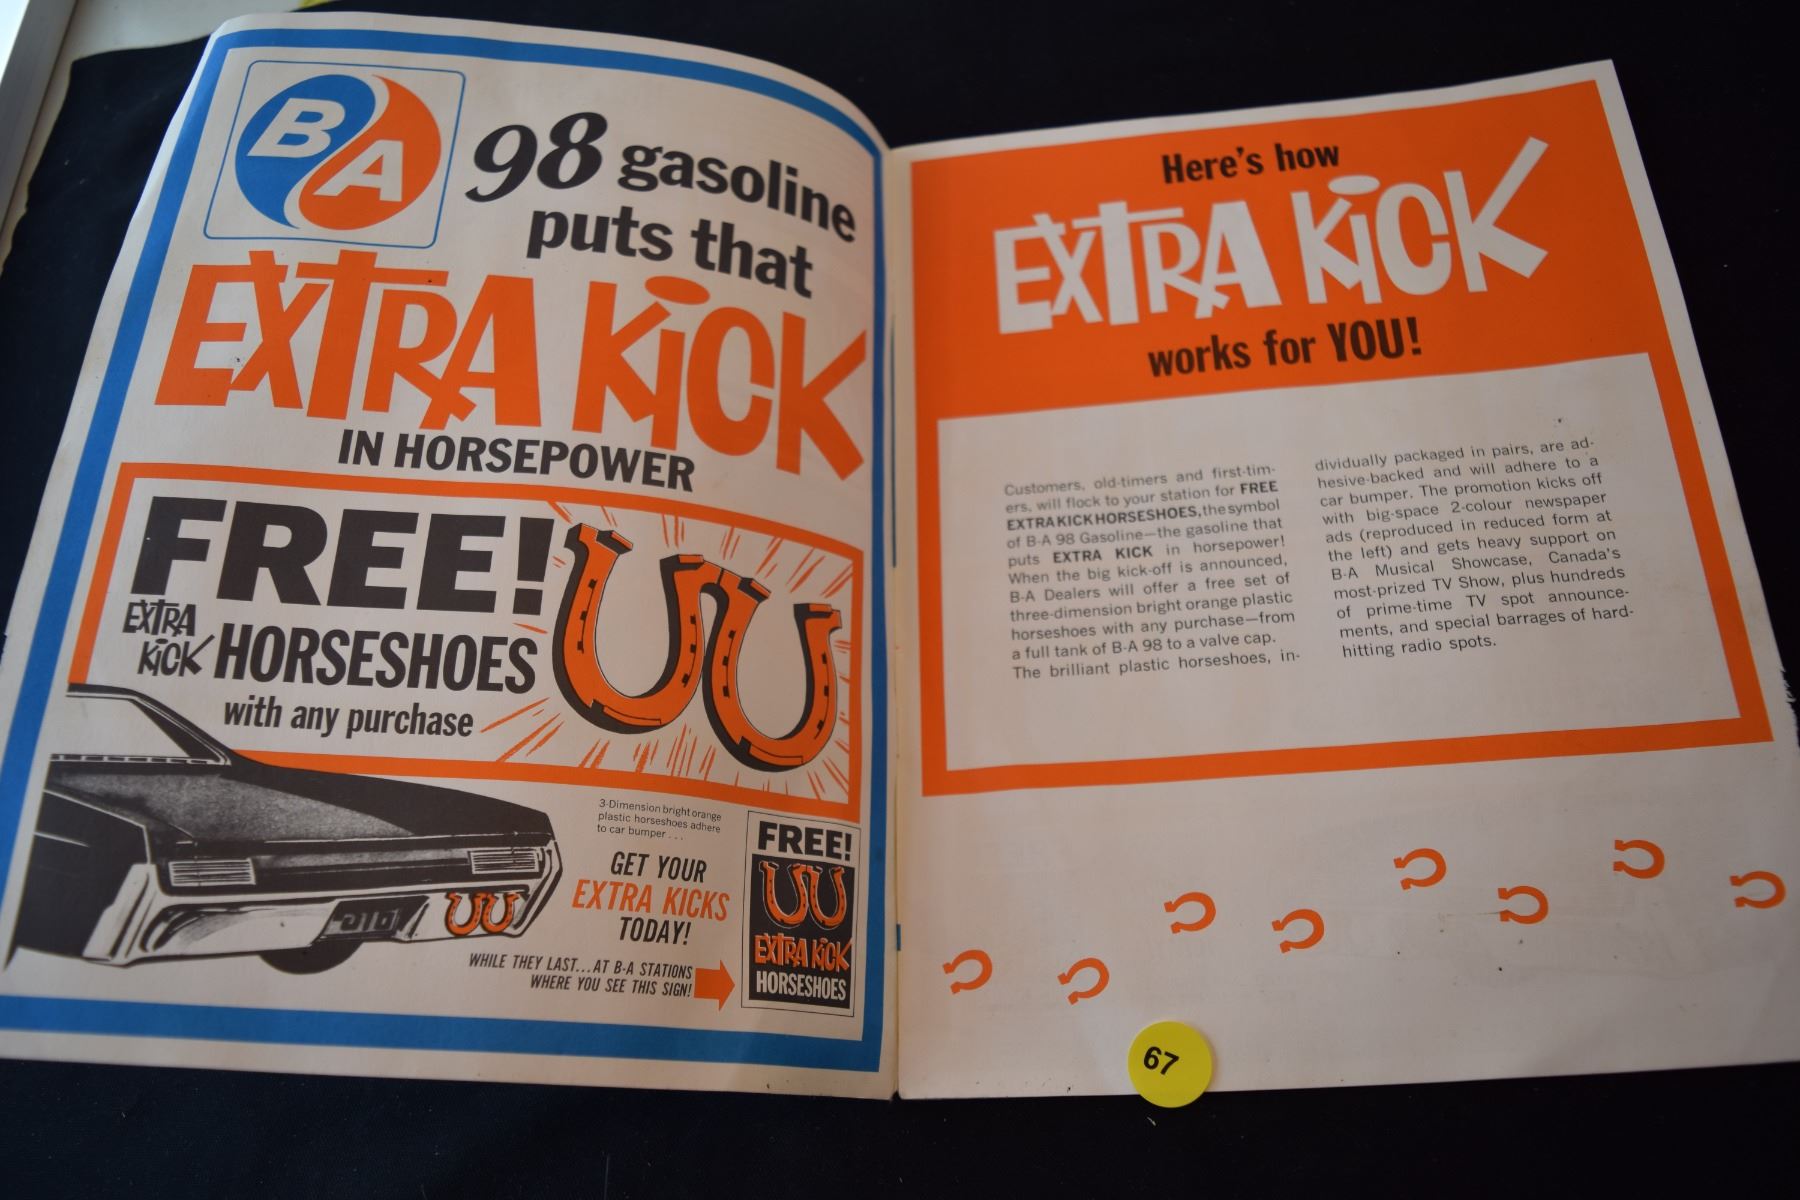 BA
98 gasoline
puts that
EXTRA KICK
IN HORSEPOWER
FREE!
EXTRA
KICK HORSESHOES
with any purchase
3-Dimension bright orange
plastic horseshoes adhere
to car bumper . . .
GET YOUR
EXTRA KICKS
TODAY!
WHILE THEY LAST...AT B-A STATIONS
WHERE YOU SEE THIS SIGN!
FREE!
EXTRA KICK
HORSESHOES
Here's how
EXTRA KICK
works for YOU!
Customers, old-timers and first-tim-
ers, will flock to your station for FREE
EXTRA KICK HORSESHOES, the symbol
of B-A 98 Gasoline—the gasoline that
puts EXTRA KICK in horsepower!
When the big kick-off is announced,
B-A Dealers will offer a free set of
three-dimension bright orange plastic
horseshoes with any purchase—from
a full tank of B-A 98 to a valve cap.
The brilliant plastic horseshoes, in-
dividually packaged in pairs, are ad-
hesive-backed and will adhere to a
car bumper. The promotion kicks off
with big-space 2-colour newspaper
ads (reproduced in reduced form at
the left) and gets heavy support on
B-A Musical Showcase, Canada's
most-prized TV Show, plus hundreds
of prime-time TV spot announce-
ments, and special barrages of hard-
hitting radio spots.
67